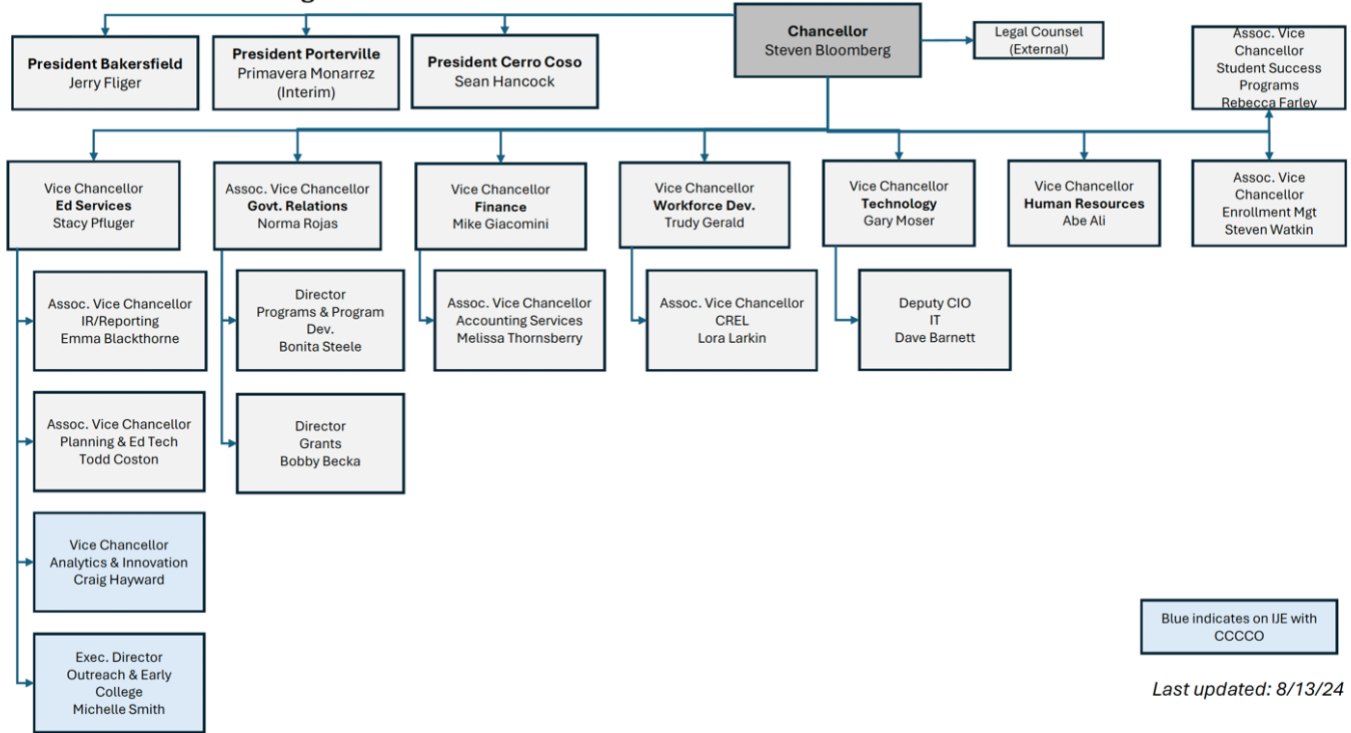 Chancellor
Steven Bloomberg
Legal Counsel
(External)
Assoc. Vice
Chancellor
Student Success
Programs
Rebecca Farley
President Bakersfield
Jerry Fliger
President Porterville
Primavera Monarrez
(Interim)
President Cerro Coso
Sean Hancock
Vice Chancellor
Ed Services
Stacy Pfluger
Assoc. Vice Chancellor
Govt. Relations
Norma Rojas
Vice Chancellor
Finance
Mike Giacomini
Vice Chancellor
Workforce Dev.
Trudy Gerald
Vice Chancellor
Technology
Gary Moser
Vice Chancellor
Human Resources
Abe Ali
Assoc. Vice
Chancellor
Enrollment Mgt
Steven Watkin
Assoc. Vice Chancellor
IR/Reporting
Emma Blackthorne
Director
Programs & Program
Dev.
Bonita Steele
Assoc. Vice Chancellor
Accounting Services
Melissa Thornsberry
Assoc. Vice Chancellor
CREL
Lora Larkin
Deputy CIO
IT
Dave Barnett
Assoc. Vice Chancellor
Planning & Ed Tech
Todd Coston
Director
Grants
Bobby Becka
Vice Chancellor
Analytics & Innovation
Craig Hayward
Exec. Director
Outreach & Early
College
Michelle Smith
Blue indicates on IJE with
CCCCO
Last updated: 8/13/24